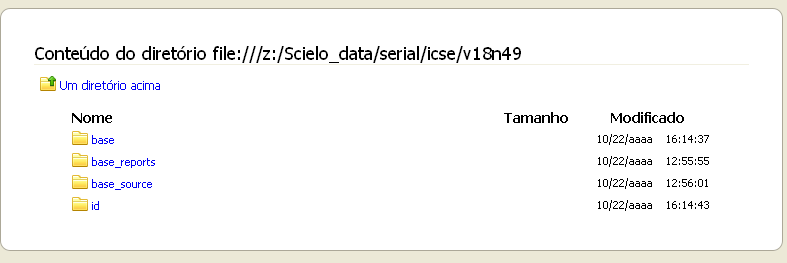 Conteúdo do diretório file:///z:/Scielo_data/serial/icse/v18n49
Um diretório acima
Nome Tamanho Modificado
base 10/22/aaaa 16:14:37
base_reports 10/22/aaaa 12:55:55
base_source 10/22/aaaa 12:56:01
id 10/22/aaaa 16:14:43